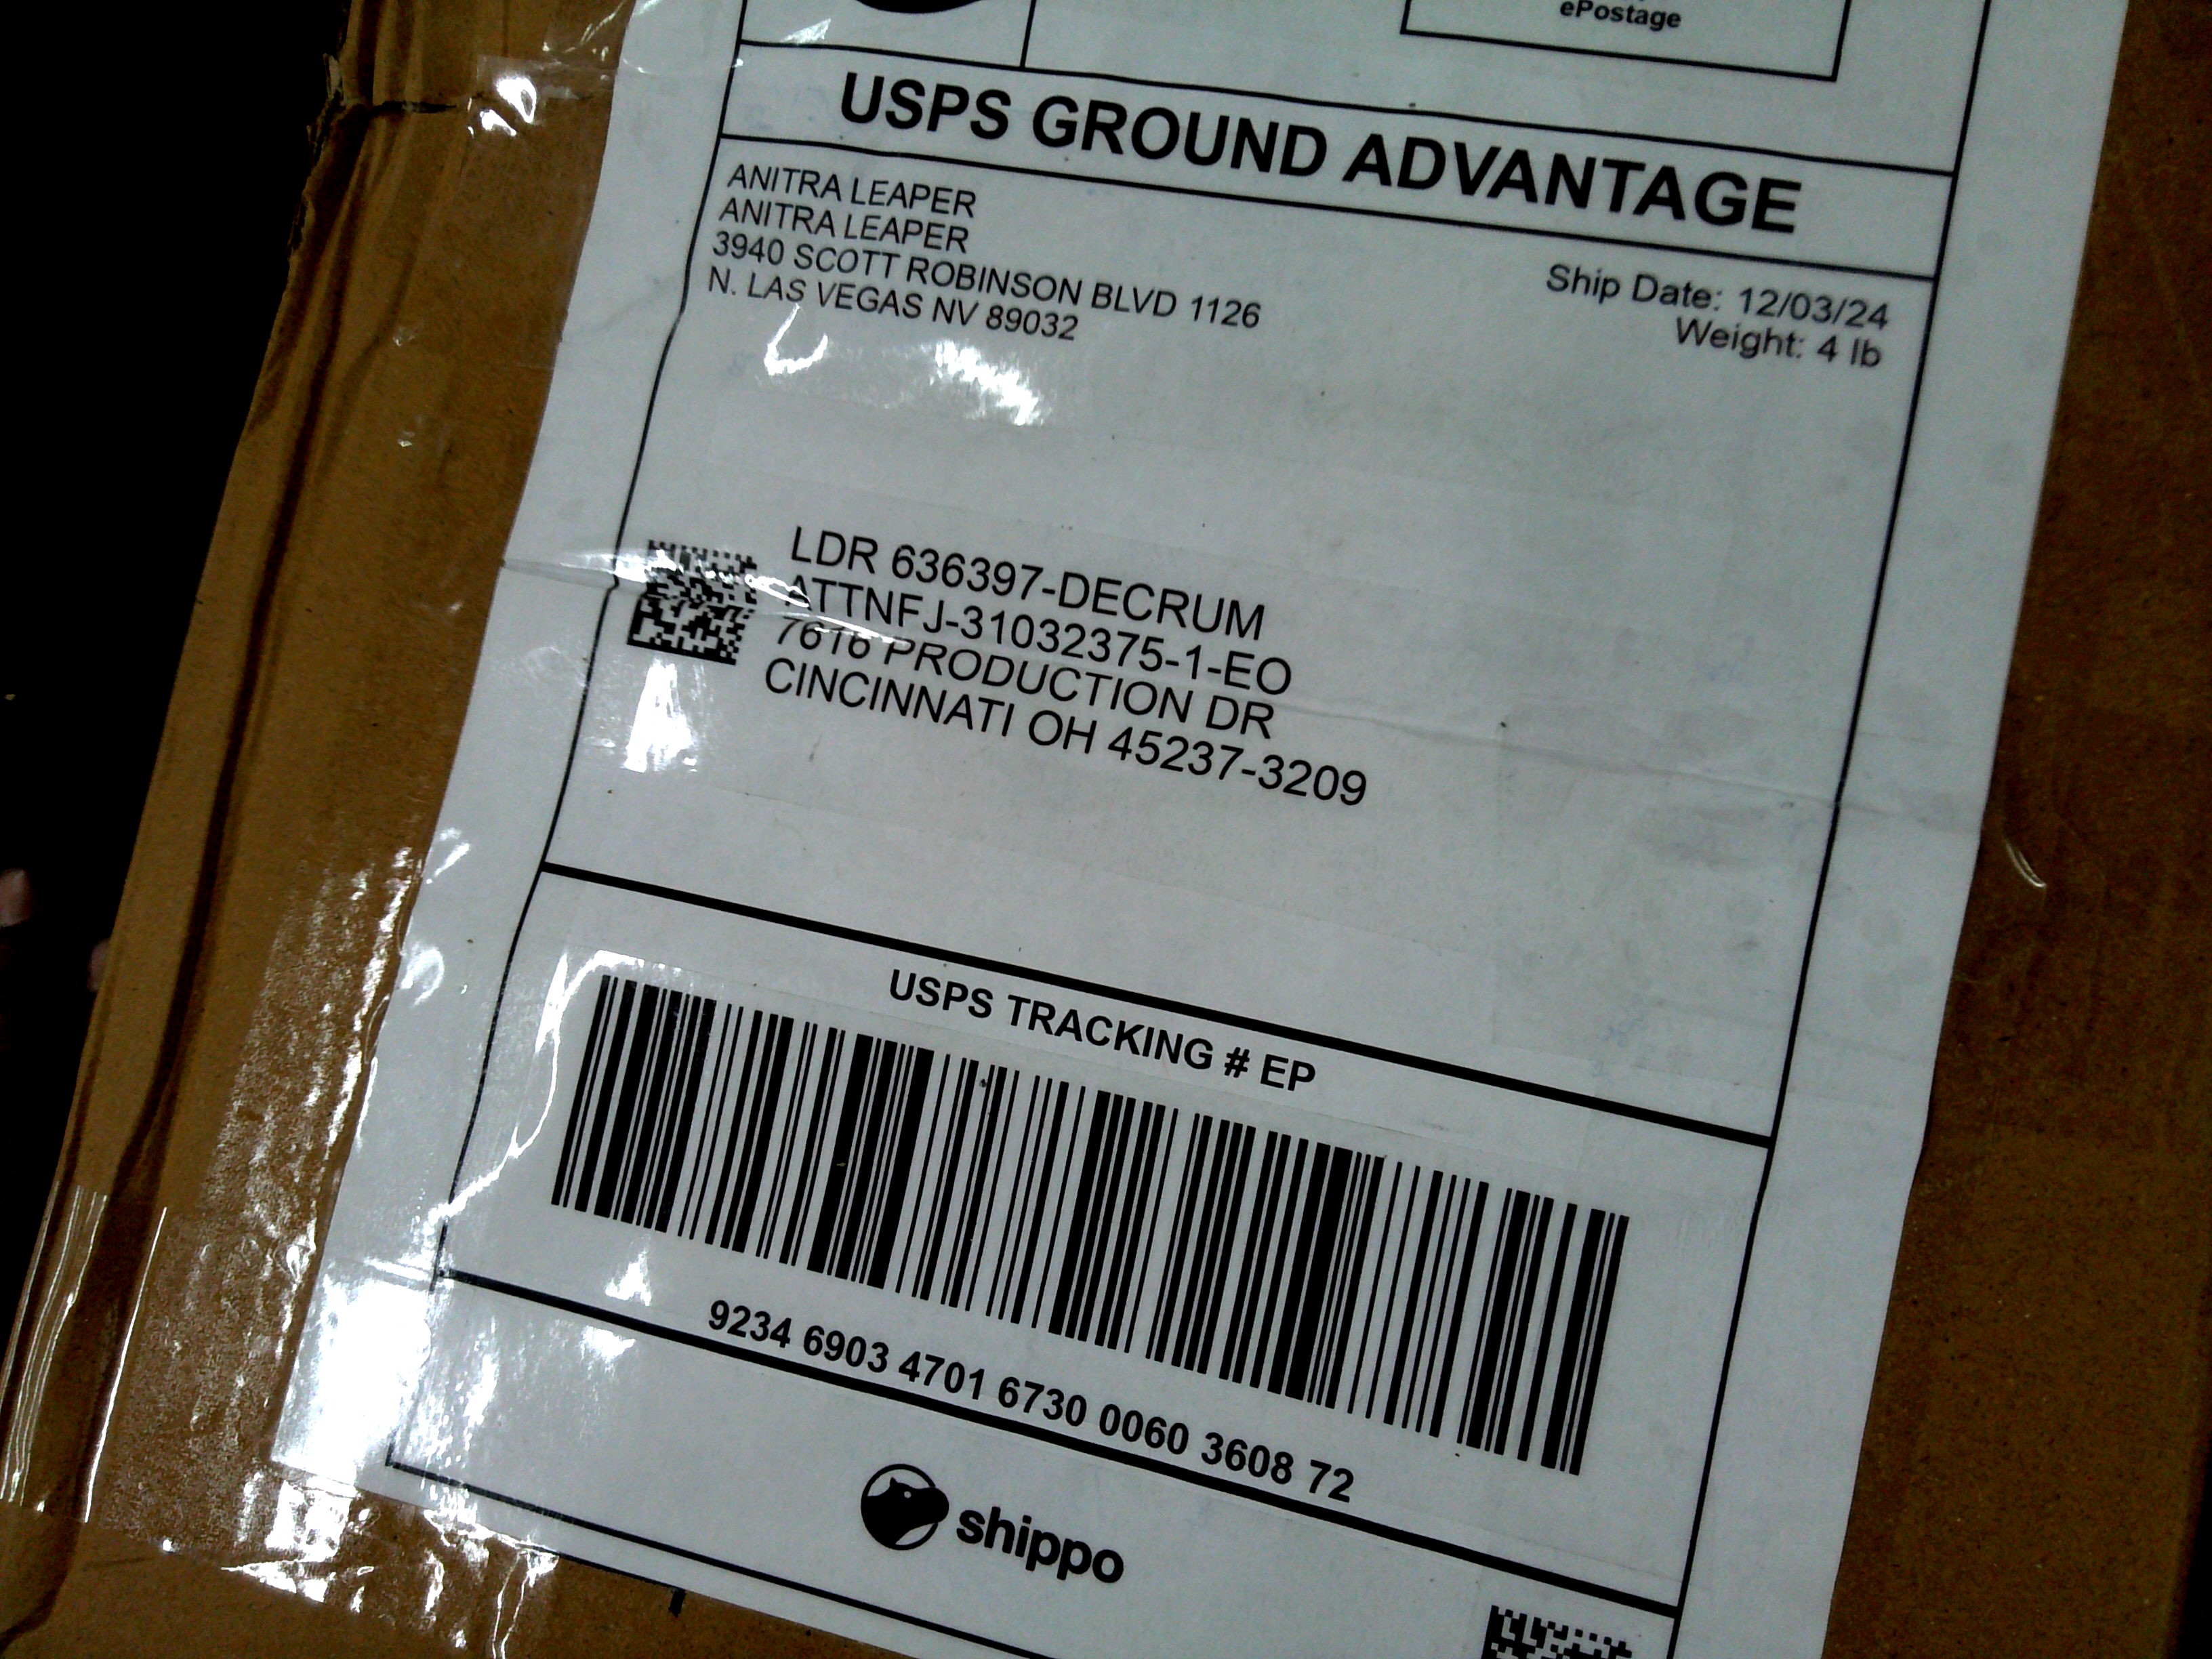 ePostage
USPS GROUND ADVANTAGE
ANITRA LEAPER
ANITRA LEAPER
3940 SCOTT ROBINSON BLVD 1126
N. LAS VEGAS NV 89032
Ship Date: 12/03/24
Weight: 4 lb
LDR 636397-DECRUM
ATTNFJ-31032375-1-EO
7616 PRODUCTION DR
CINCINNATI OH 45237-3209
USPS TRACKING # EP
9234 6903 4701 6730 0060 3608 72
shippo